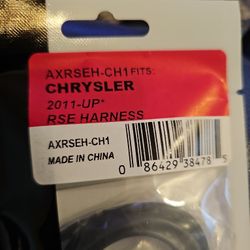 AXRSEH-CH1 FITS:
CHRYSLER
2011-UP*
RSE HARNESS
AXRSEH-CH1
MADE IN CHINA
0 86429 38478 5